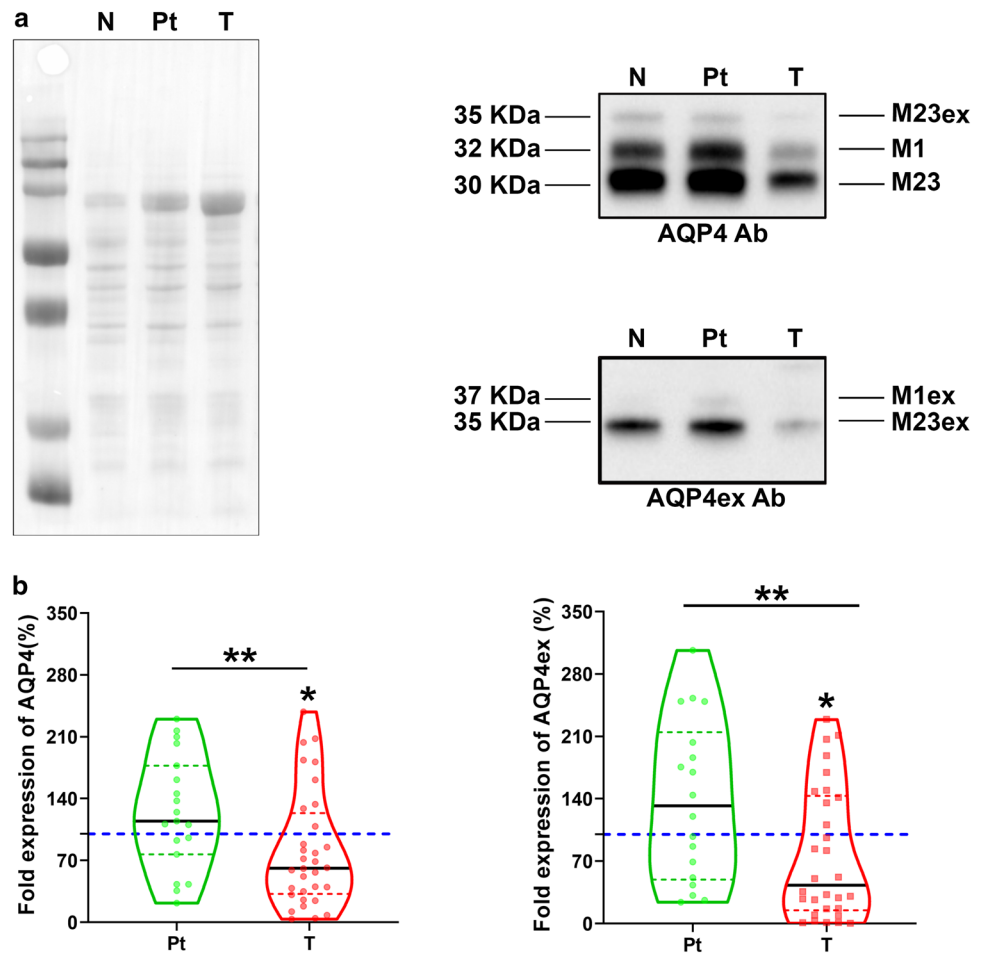 a
N Pt T
N Pt T
35 KDa M23ex
32 KDa M1
30 KDa M23
AQP4 Ab
N Pt T
37 KDa M1ex
35 KDa M23ex
AQP4ex Ab
b
Fold expression of AQP4(%)
350
280
210
140
70
0
**
*
Pt T
Fold expression of AQP4ex (%)
350
280
210
140
70
0
**
*
Pt T